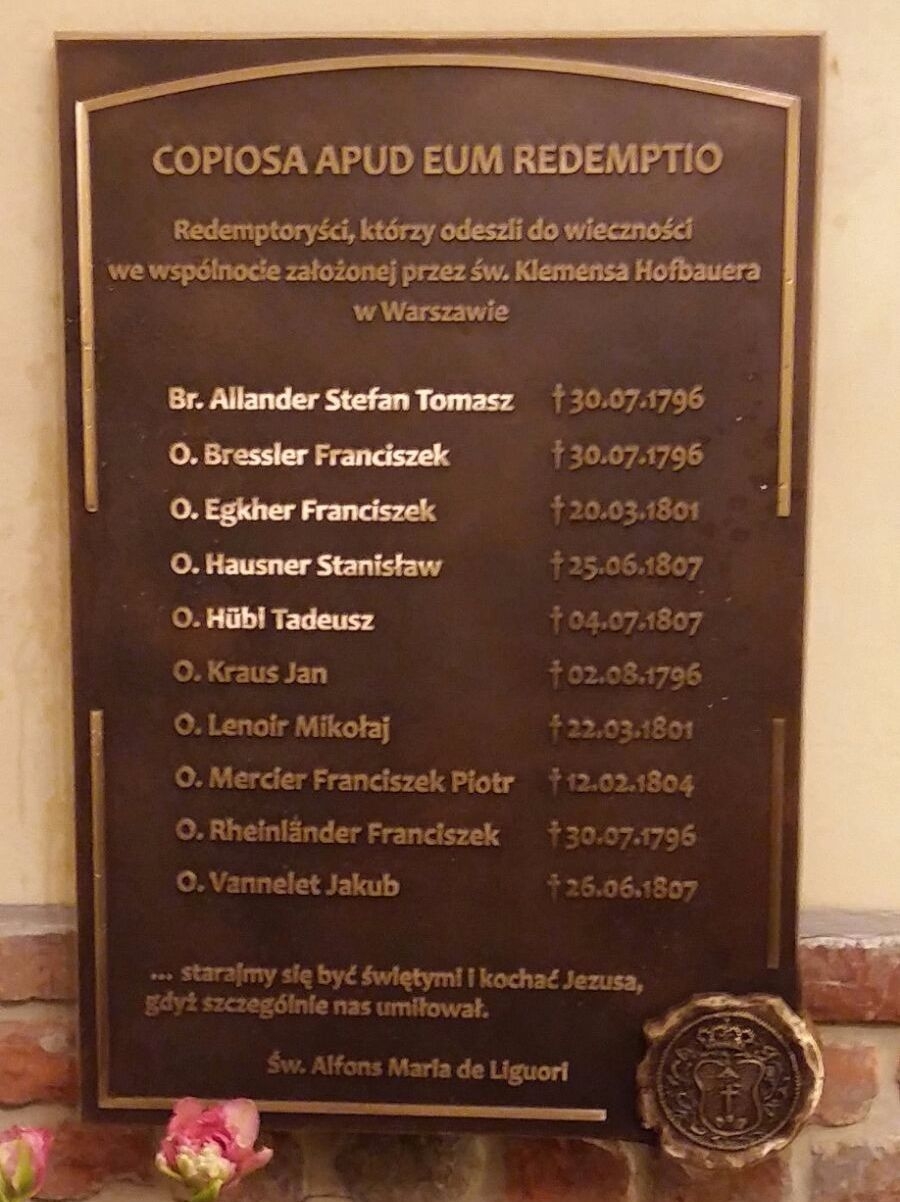 COPIOSA APUD EUM REDEMPTIO
Redemptoryści, którzy odeszli do wieczności
we wspólnocie założonej przez św. Klemensa Hofbauera
w Warszawie
Br. Allander Stefan Tomasz †30.07.1796
O. Bressler Franciszek †30.07.1796
O. Egkher Franciszek †20.03.1801
O. Hausner Stanisław †25.06.1807
O. Hübl Tadeusz †04.07.1807
O. Kraus Jan †02.08.1796
O. Lenoir Mikołaj †22.03.1801
O. Mercier Franciszek Piotr †12.02.1804
O. Rheinländer Franciszek †30.07.1796
O. Vannelet Jakub †26.06.1807
... starajmy się być świętymi i kochać Jezusa,
gdyż szczególnie nas umiłował.
Św. Alfons Maria de Liguori